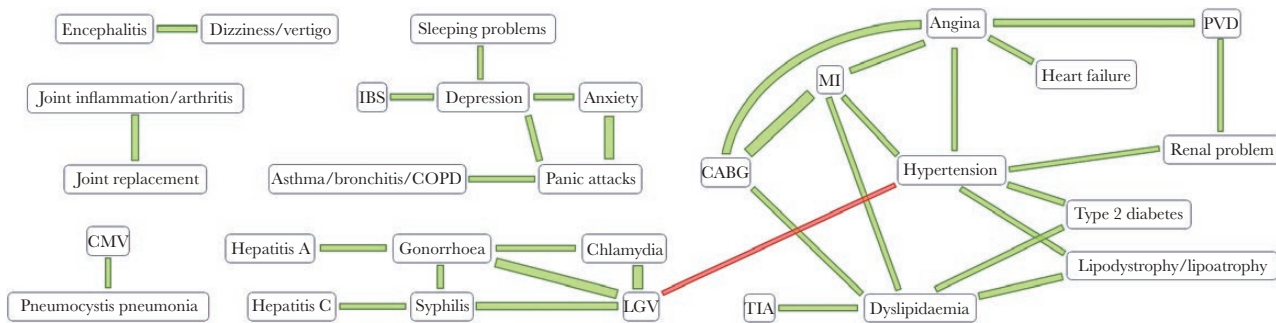 Encephalitis
Dizziness/vertigo
Sleeping problems
Angina
PVD
Joint inflammation/arthritis
IBS
Depression
Anxiety
MI
Heart failure
Joint replacement
Asthma/bronchitis/COPD
Panic attacks
CABG
Hypertension
Renal problem
Type 2 diabetes
CMV
Hepatitis A
Gonorrhoea
Chlamydia
Lipodystrophy/lipoatrophy
Pneumocystis pneumonia
Hepatitis C
Syphilis
LGV
TIA
Dyslipidaemia